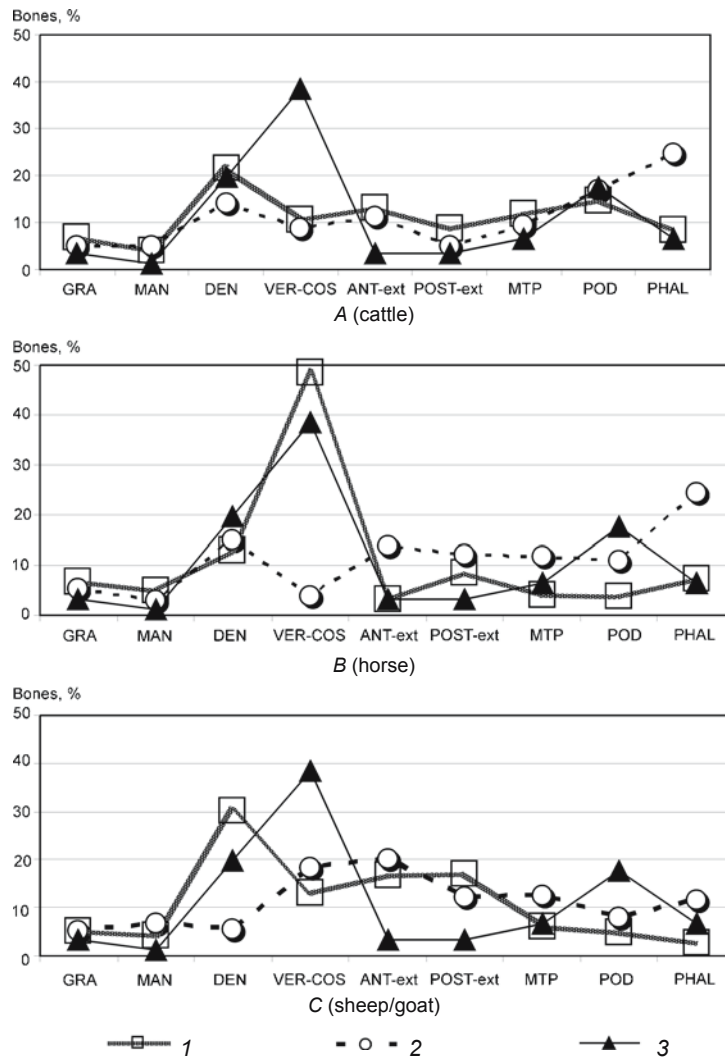 Bones, %
50
40
30
20
10
0
GRA MAN DEN VER-COS ANT-ext POST-ext MTP POD PHAL
A (cattle)
Bones, %
50
40
30
20
10
0
GRA MAN DEN VER-COS ANT-ext POST-ext MTP POD PHAL
B (horse)
Bones, %
50
40
30
20
10
0
GRA MAN DEN VER-COS ANT-ext POST-ext MTP POD PHAL
C (sheep/goat)
1 2 3